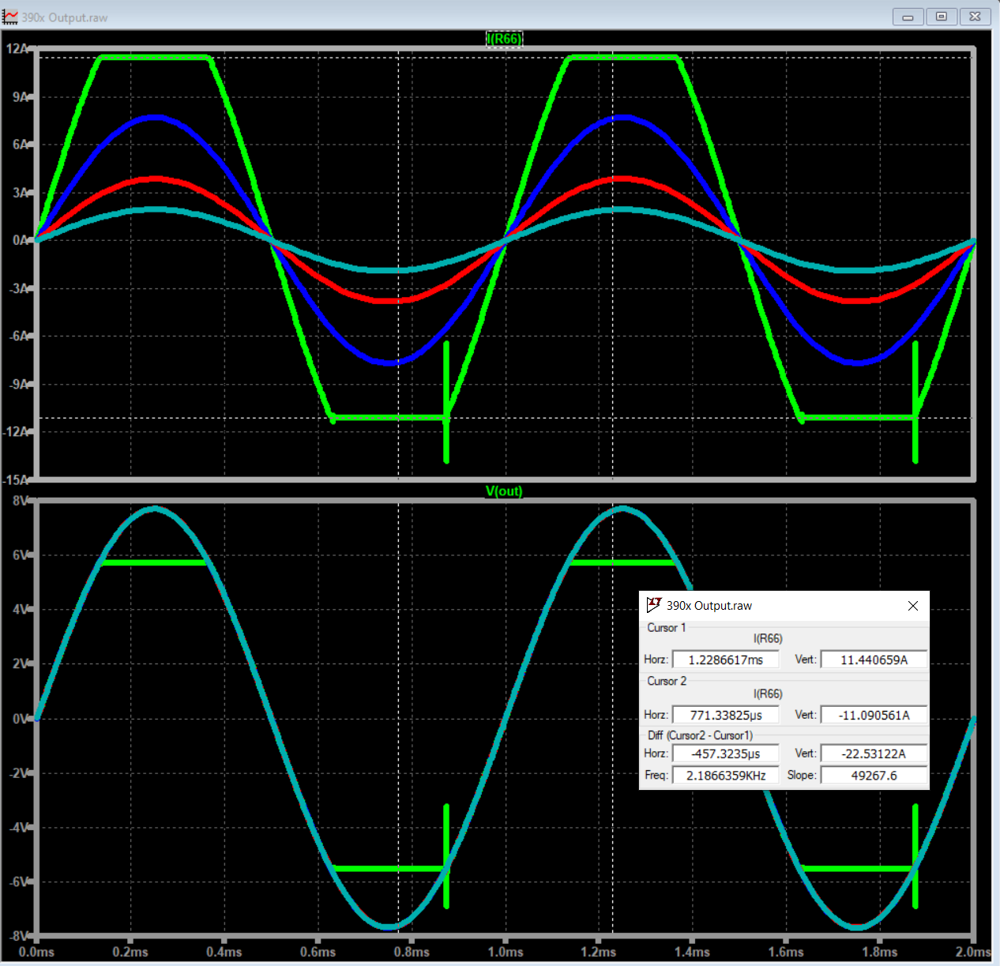 390x Output.raw
I(R66)
12A
9A
6A
3A
0A
-3A
-6A
-9A
-12A
-15A
V(out)
8V
6V
4V
2V
0V
-2V
-4V
-6V
-8V
0.0ms 0.2ms 0.4ms 0.6ms 0.8ms 1.0ms 1.2ms 1.4ms 1.6ms 1.8ms 2.0ms
390x Output.raw
Cursor 1
I(R66)
Horz: 1.2286617ms Vert: 11.440659A
Cursor 2
I(R66)
Horz: 771.33825µs Vert: -11.090561A
Diff (Cursor2 - Cursor1)
Horz: -457.3235µs Vert: -22.53122A
Freq: 2.1866359KHz Slope: 49267.6